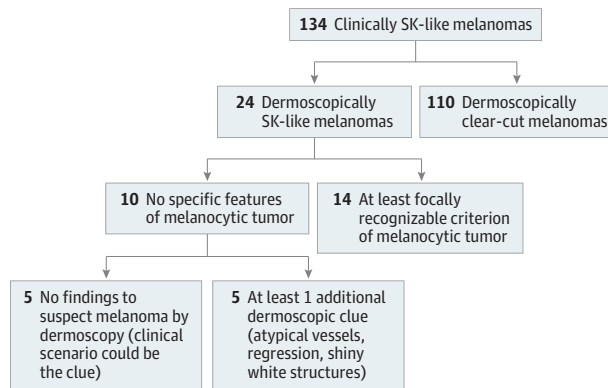 134 Clinically SK-like melanomas
24 Dermoscopically
SK-like melanomas
110 Dermoscopically
clear-cut melanomas
10 No specific features
of melanocytic tumor
14 At least focally
recognizable criterion
of melanocytic tumor
5 No findings to
suspect melanoma by
dermoscopy (clinical
scenario could be
the clue)
5 At least 1 additional
dermoscopic clue
(atypical vessels,
regression, shiny
white structures)